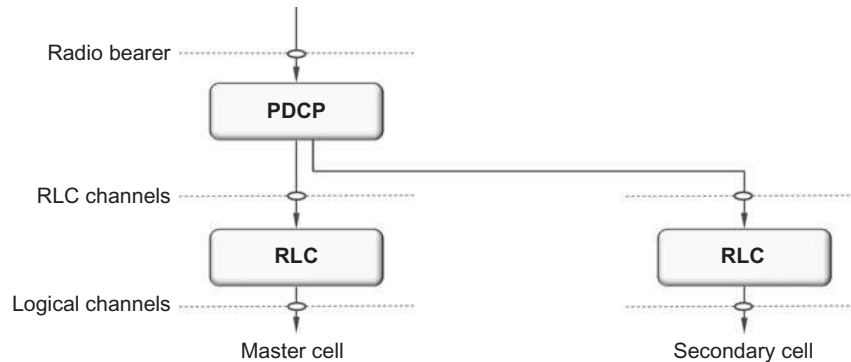 Radio bearer
PDCP
RLC channels
RLC
RLC
Logical channels
Master cell
Secondary cell